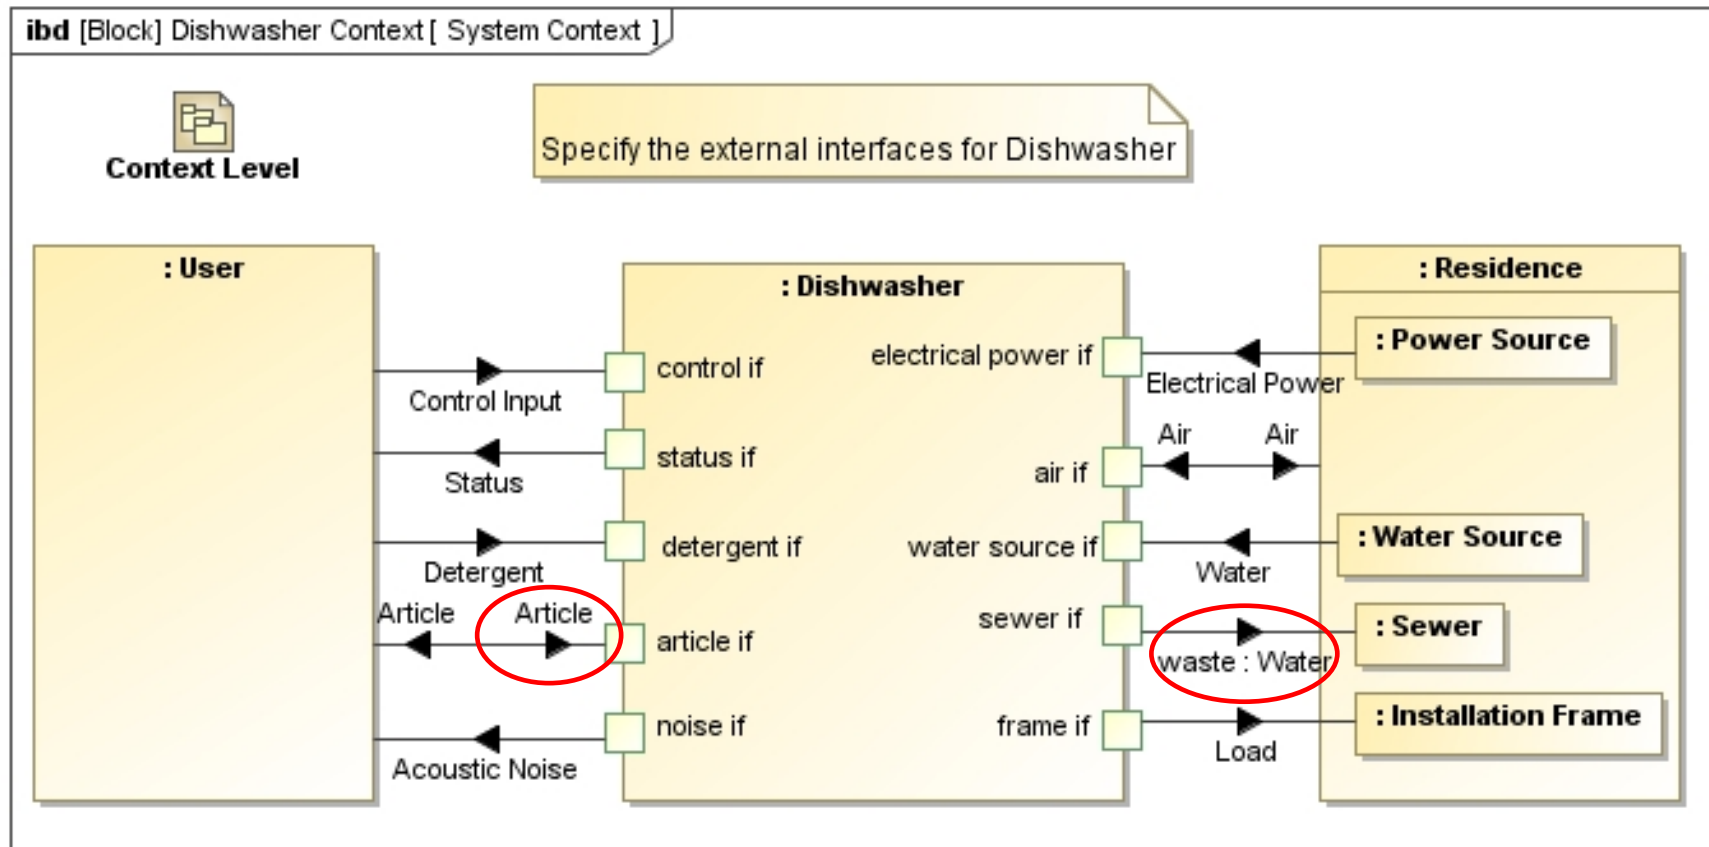 ibd [Block] Dishwasher Context [ System Context ]
Context Level
Specify the external interfaces for Dishwasher
: User
: Dishwasher
: Residence
control if
Control Input
status if
Status
detergent if
Detergent
Article
Article
article if
noise if
Acoustic Noise
electrical power if
Electrical Power
: Power Source
Air
Air
air if
water source if
Water
: Water Source
sewer if
waste : Water
: Sewer
frame if
Load
: Installation Frame